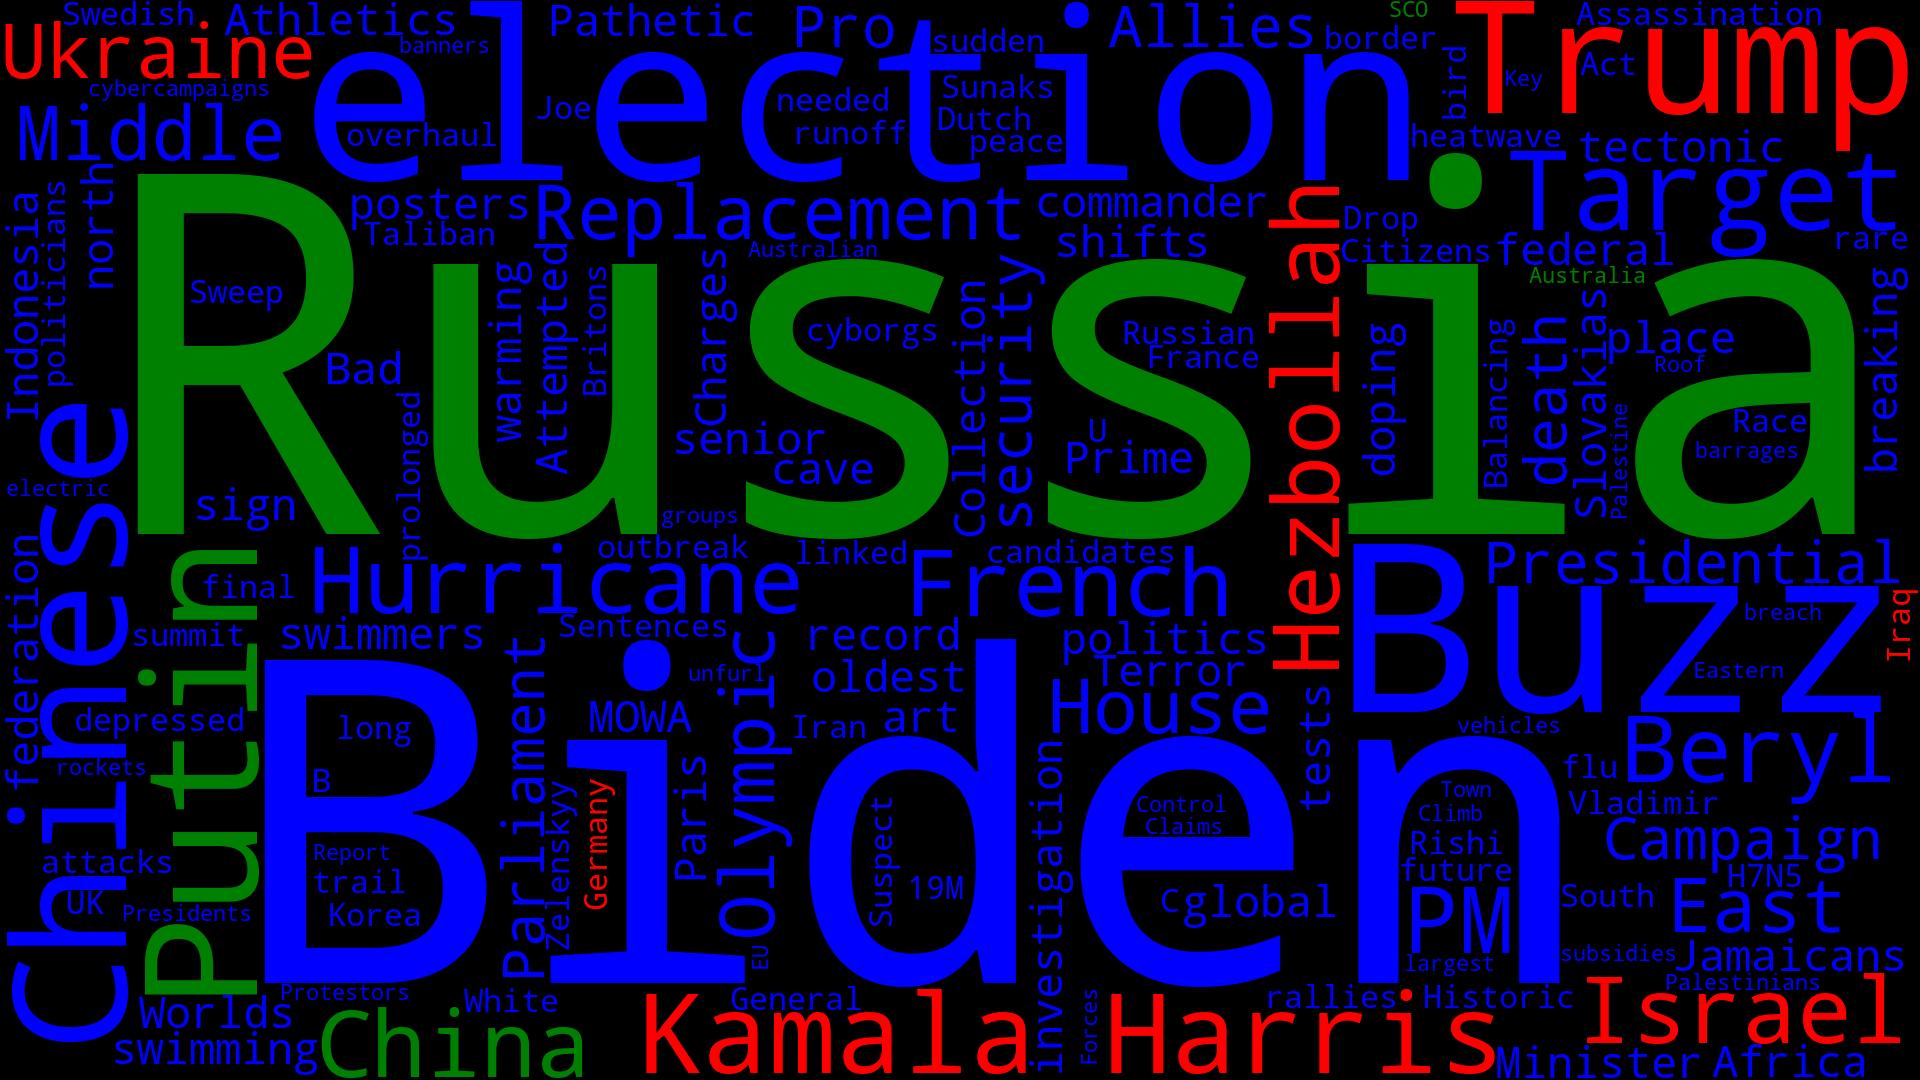 Swedish
Athletics
Pathetic
Pro
Allies
SCO
Trump
Assassination
Ukraine
banners
election
sudden
border
bird
Key
Act
cybercampaigns
Joe
needed
Sunaks
Middle
overhaul
runoff
Dutch
peace
heatwave
tectonic
Indonesia
politicians
north
posters
Taliban
Replacement
commander
shifts
Hezbollah
Drop
Citizens
Target
federal
rare
Australian
Australia
Russia
Sweep
Bad
prolonged
warming
Attempted
Britons
Charges
cyborgs
Collection
security
Russian
France
doping
Balancing
death
Slovakias
Palestine
place
Roof
breaking
Race
barrages
senior
cave
U
Prime
electric
sign
groups
Chinese
Putin
federation
final
Hurricane
outbreak
linked
candidates
French
Buzz
Presidential
breach
Iraq
summit
swimmers
Sentences
record
politics
Terror
Eastern
unfurl
oldest
depressed
long
Parliament
MOWA
Olympic
Iran
art
House
tests
vehicles
Biden
rockets
B
Zelenskyy
Germany
Paris
Suspect
19M
investigation
Control
Claims
Town
Climb
flu
Beryl
Vladimir
Rishi
future
Campaign
attacks
Report
trail
Korea
UK
Presidents
C
global
PM
largest
South
H7N5
East
EU
subsidies
Jamaicans
Protestors
White
General
Forces
rallies
Historic
Palestinians
Worlds
swimming
China
Kamala Harris
Israel
Minister
Africa